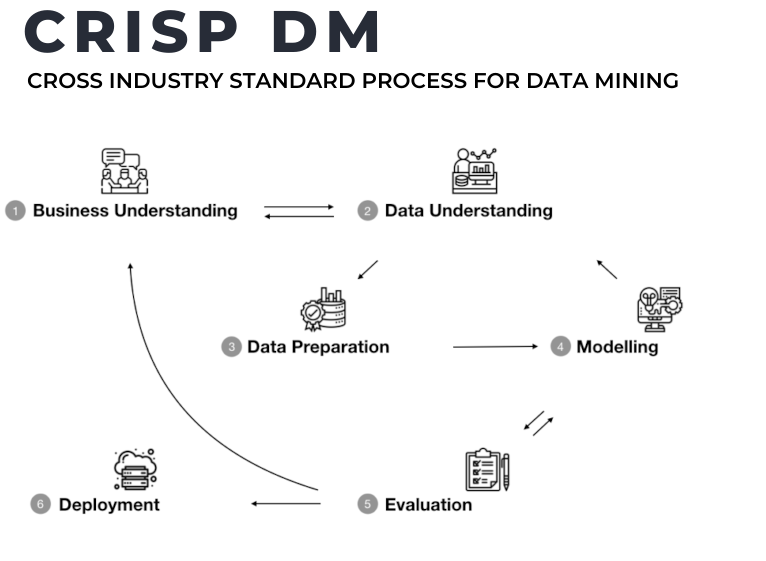 CRISP DM
CROSS INDUSTRY STANDARD PROCESS FOR DATA MINING
1 Business Understanding
2 Data Understanding
3 Data Preparation
4 Modelling
6 Deployment
5 Evaluation